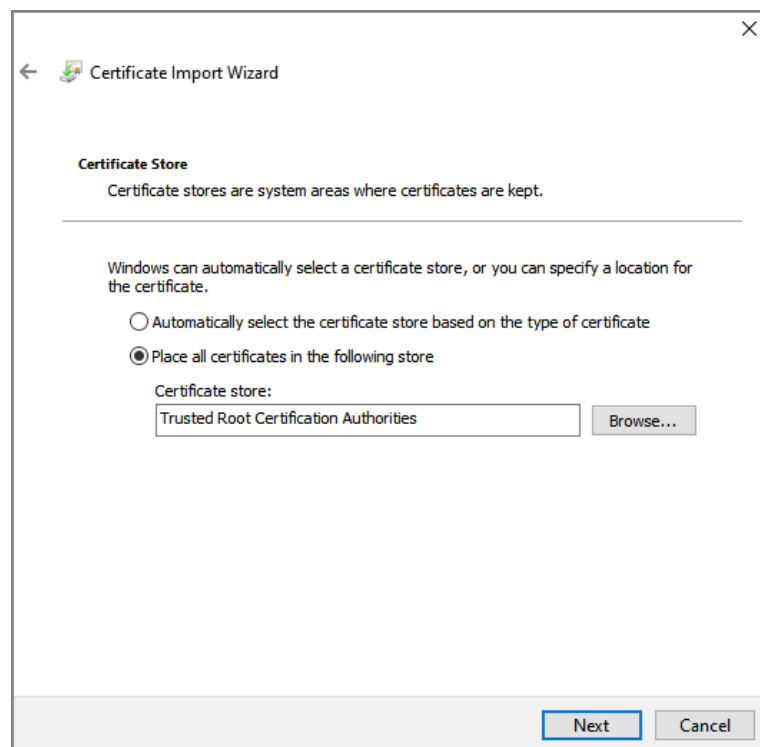 Certificate Import Wizard
Certificate Store
Certificate stores are system areas where certificates are kept.
Windows can automatically select a certificate store, or you can specify a location for
the certificate.
Automatically select the certificate store based on the type of certificate
Place all certificates in the following store
Certificate store:
Trusted Root Certification Authorities
Browse...
Next
Cancel